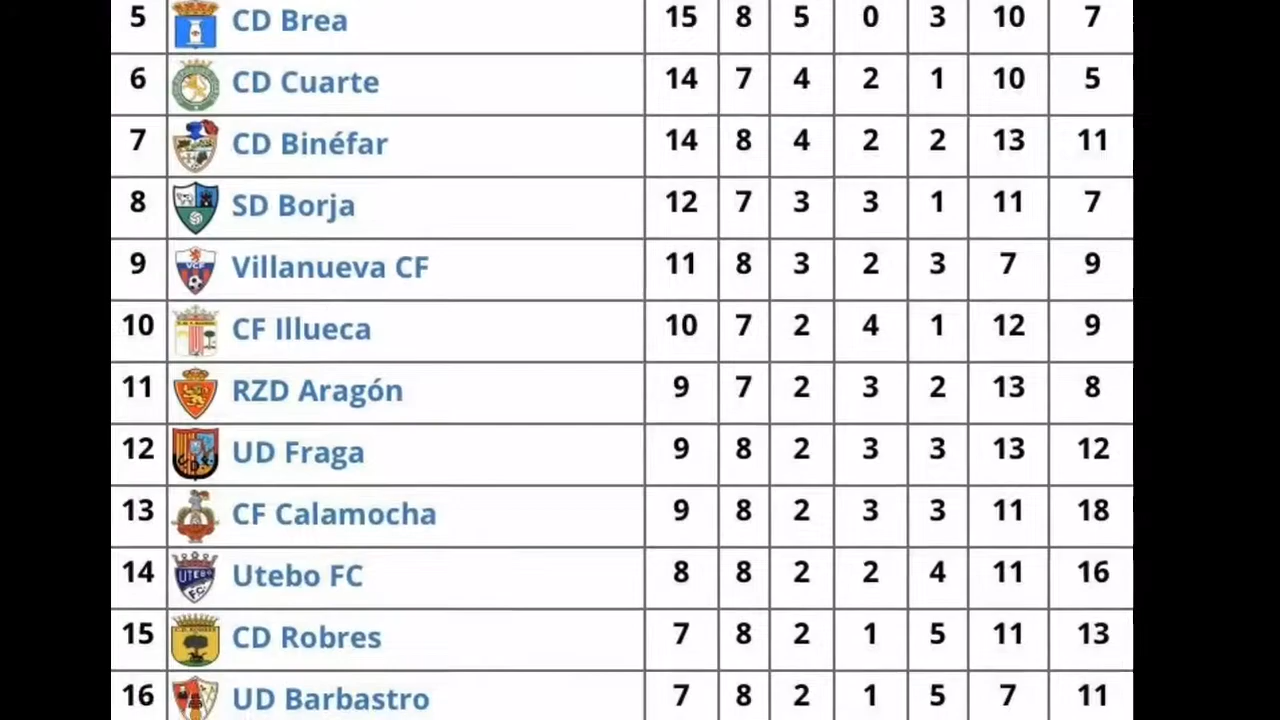 5 CD Brea 15 8 5 0 3 10 7
6 CD Cuarte 14 7 4 2 1 10 5
7 CD Binéfar 14 8 4 2 2 13 11
8 SD Borja 12 7 3 3 1 11 7
9 Villanueva CF 11 8 3 2 3 7 9
10 CF Illueca 10 7 2 4 1 12 9
11 RZD Aragón 9 7 2 3 2 13 8
12 UD Fraga 9 8 2 3 3 13 12
13 CF Calamocha 9 8 2 3 3 11 18
14 UTEBO F.C. Utebo FC 8 8 2 2 4 11 16
15 CD Robres 7 8 2 1 5 11 13
16 UD Barbastro 7 8 2 1 5 7 11